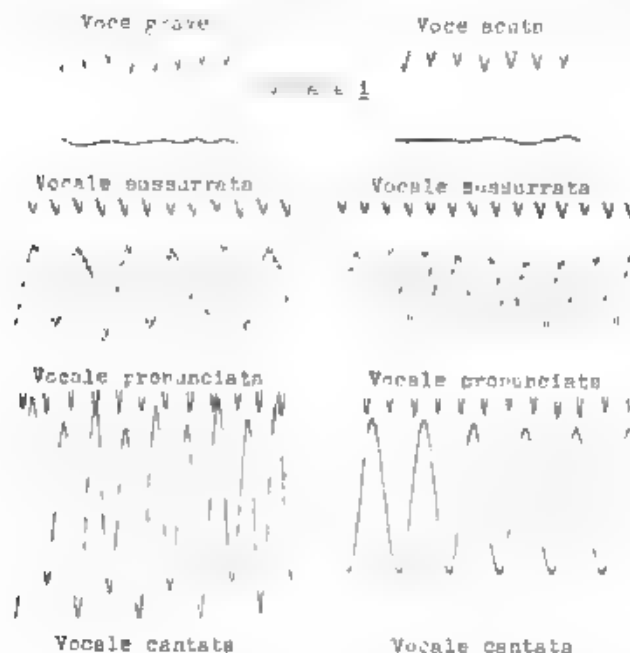 Voce grave
Voce acuta
Vocale sussurrata
Vocale sussurrata
Vocale pronunciata
Vocale pronunciata
Vocale cantata
Vocale cantata